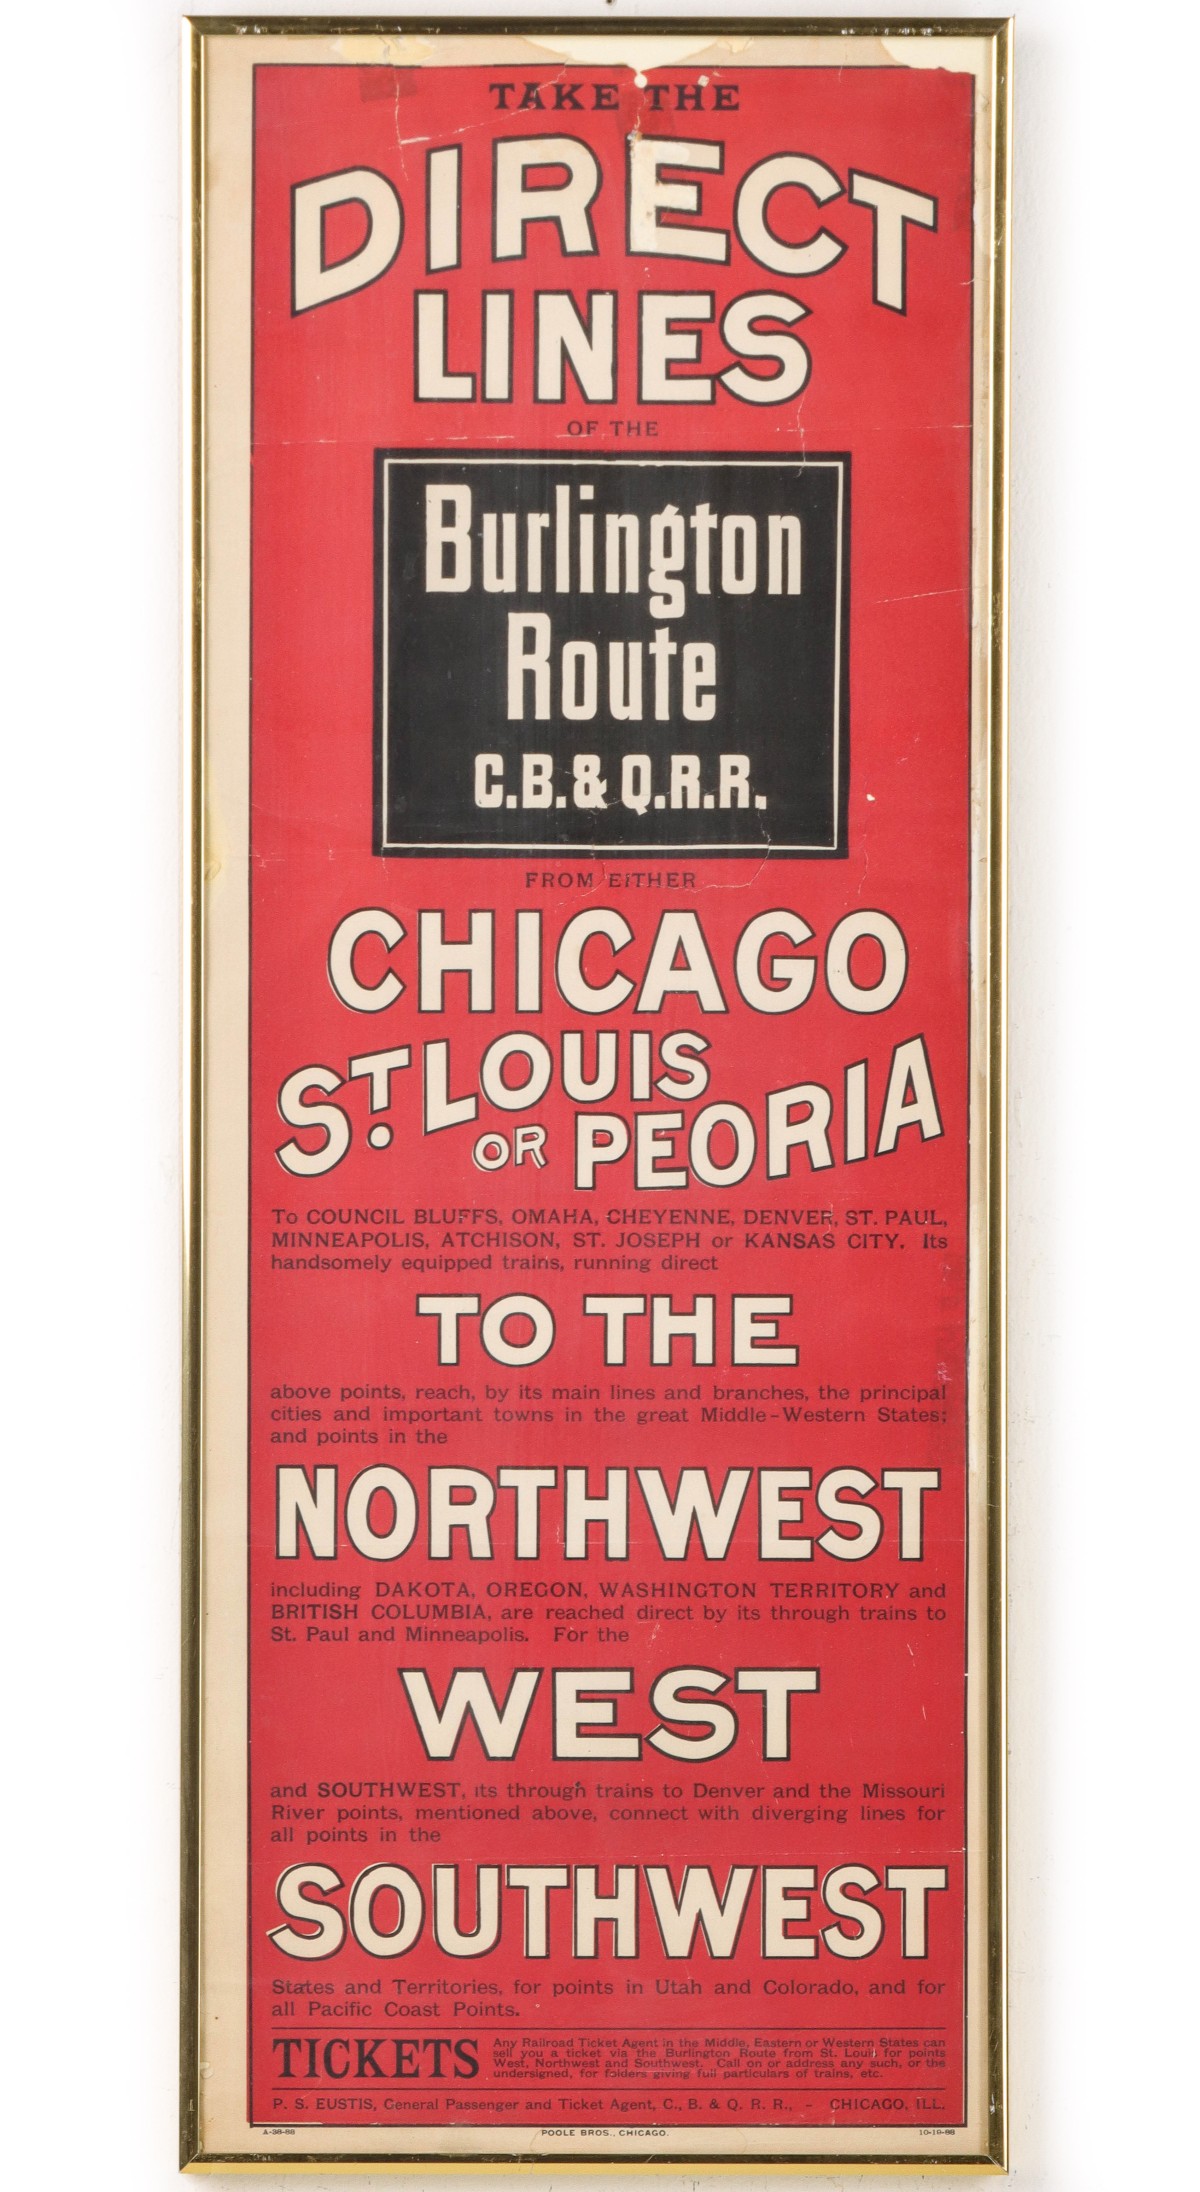 TAKE THE
DIRECT
LINES
OF THE
Burlington
Route
C.B.& Q.R.R.
FROM EITHER
CHICAGO
ST. LOUIS
OR PEORIA
To COUNCIL BLUFFS, OMAHA, CHEYENNE, DENVER, ST. PAUL,
MINNEAPOLIS, ATCHISON, ST. JOSEPH or KANSAS CITY. Its
handsomely equipped trains, running direct
TO THE
above points, reach, by its main lines and branches, the principal
cities and important towns in the great Middle-Western States;
and points in the
NORTHWEST
including DAKOTA, OREGON, WASHINGTON TERRITORY and
BRITISH COLUMBIA, are reached direct by its through trains to
St. Paul and Minneapolis. For the
WEST
and SOUTHWEST, its through trains to Denver and the Missouri
River points, mentioned above, connect with diverging lines for
all points in the
SOUTHWEST
States and Territories, for points in Utah and Colorado, and for
all Pacific Coast Points.
TICKETS
Any Railroad Ticket Agent in the Middle, Eastern or Western States can
sell you a ticket via the Burlington Route from St. Louis for points
West, Northwest and Southwest. Call on or address any such, or the
undersigned, for folders giving full particulars of trains, etc.
P. S. EUSTIS, General Passenger and Ticket Agent, C., B. & Q. R. R., - CHICAGO, ILL.
A-38-88 POOLE BROS., CHICAGO. 10-19-88